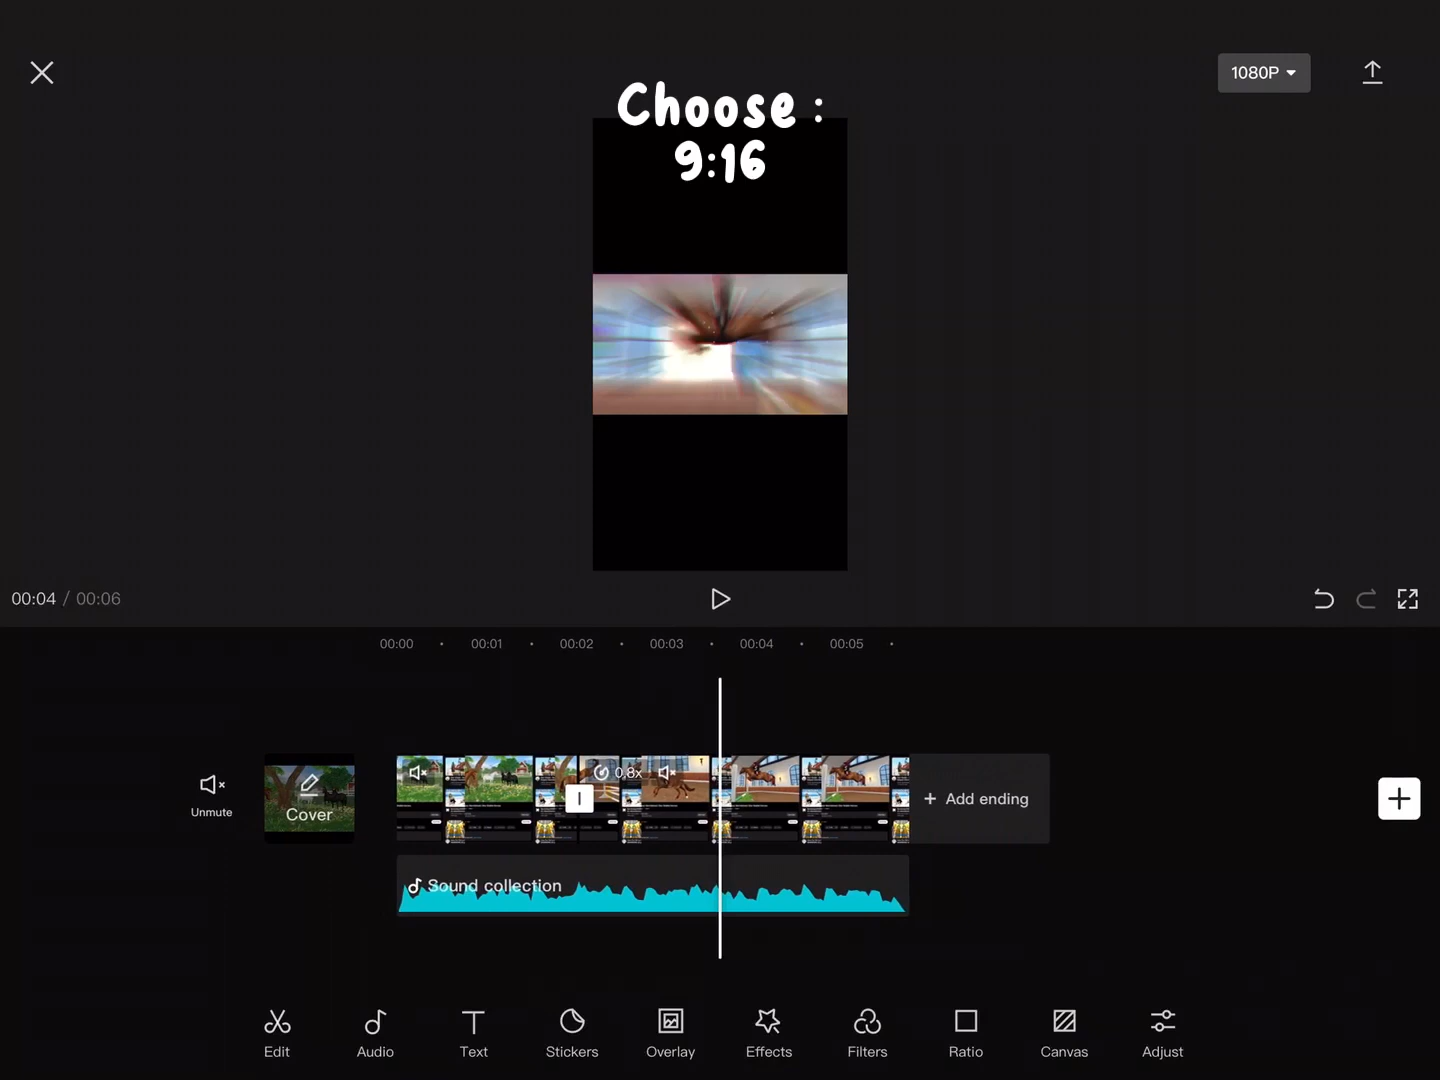 1080P
Choose :
9:16
00:04 / 00:06
00:00 00:01 00:02 00:03 00:04 00:05
0.8x
Unmute
Cover
+ Add ending
Sound collection
Edit Audio Text Stickers Overlay Effects Filters Ratio Canvas Adjust